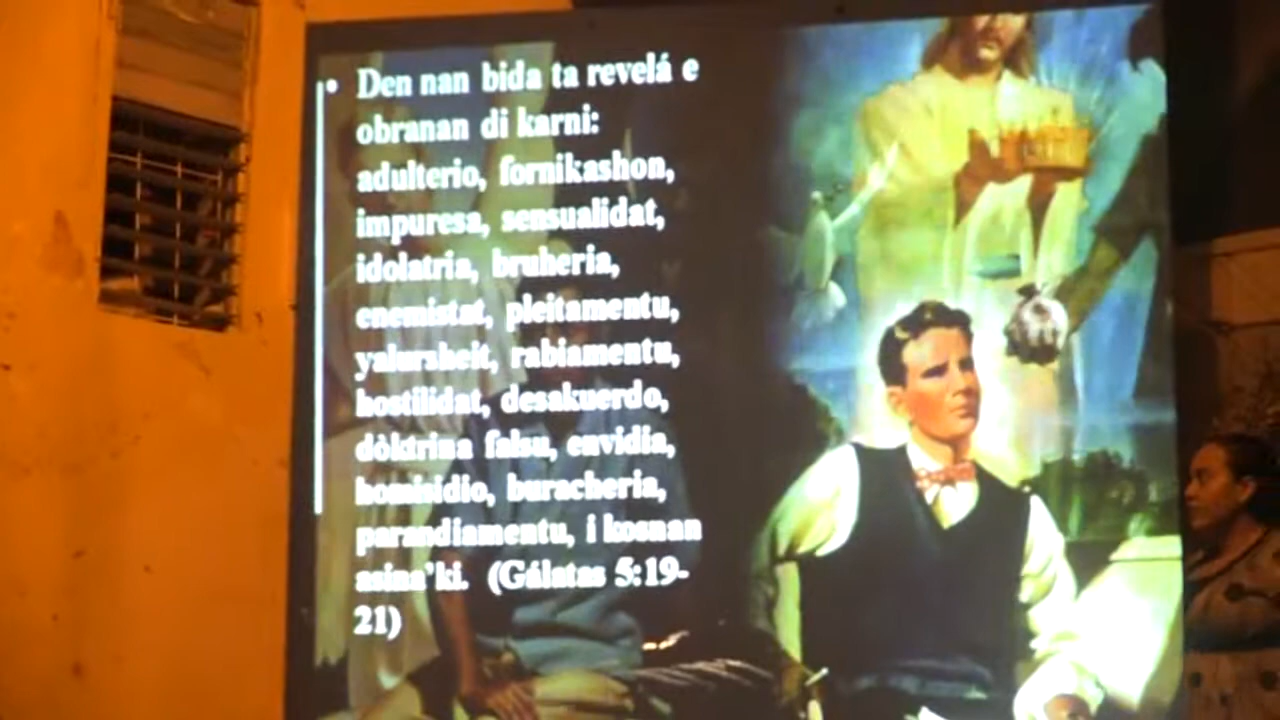 • Den nan bida ta revelá e
obranan di karni:
adulterio, fornikashon,
impuresa, sensualidat,
idolatria, bruheria,
enemistat, pleitamentu,
yalursheit, rabiamentu,
hostilidat, desakuerdo,
dòktrina falsu, envidia,
homisidio, buracheria,
parandiamentu, i kosnan
asina'ki. (Gálatas 5:19-
21)